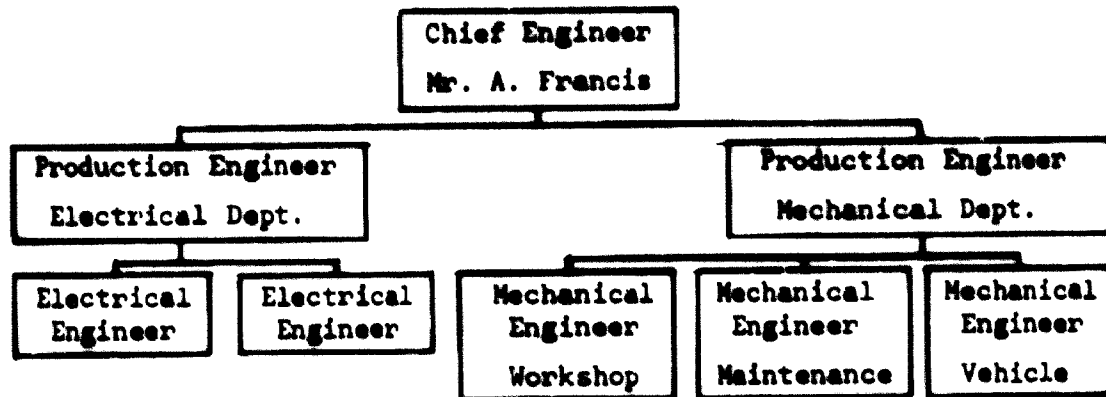 Chief Engineer
Mr. A. Francis
Production Engineer
Electrical Dept.
Production Engineer
Mechanical Dept.
Electrical
Engineer
Electrical
Engineer
Mechanical
Engineer
Workshop
Mechanical
Engineer
Maintenance
Mechanical
Engineer
Vehicle